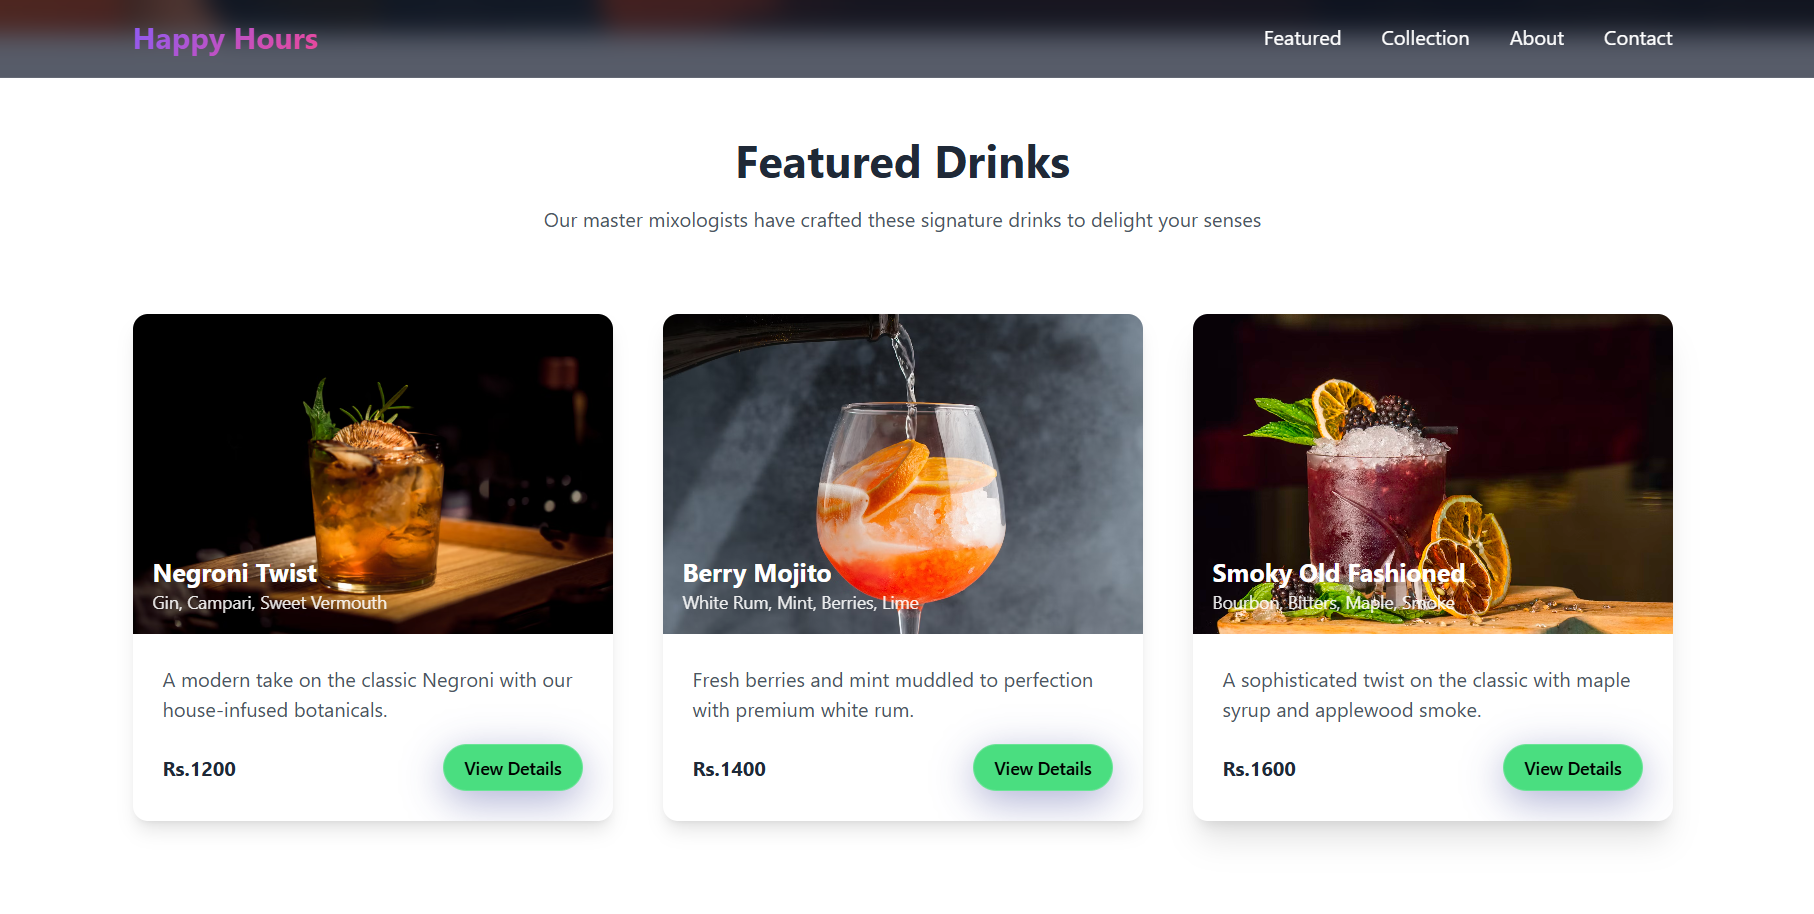 Happy Hours
Featured
Collection
About
Contact
Featured Drinks
Our master mixologists have crafted these signature drinks to delight your senses
Negroni Twist
Gin, Campari, Sweet Vermouth
A modern take on the classic Negroni with our
house-infused botanicals.
Rs.1200
View Details
Berry Mojito
White Rum, Mint, Berries, Lime
Fresh berries and mint muddled to perfection
with premium white rum.
Rs.1400
View Details
Smoky Old Fashioned
Bourbon, Bitters, Maple, Smoke
A sophisticated twist on the classic with maple
syrup and applewood smoke.
Rs.1600
View Details